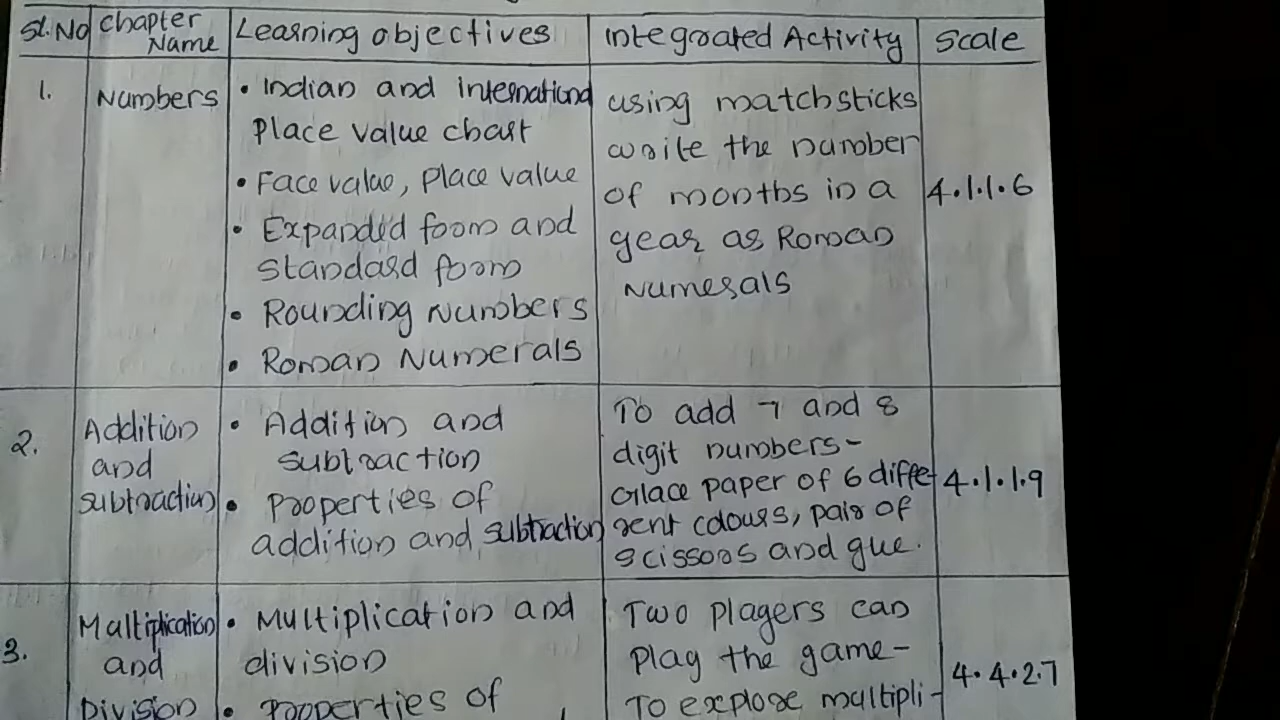 Sl.No Chapter Name Learning objectives Integrated Activity Scale
1. Numbers
• Indian and international
Place value chart
• Face value, Place value
• Expanded form and
standard form
• Rounding Numbers
• Roman Numerals
using matchsticks
write the number
of months in a
year as Roman
Numerals
4.1.1.6
2. Addition
and
subtraction
• Addition and
subtraction
• Properties of
addition and subtraction
To add 7 and 8
digit numbers-
Glace paper of 6 diffe
rent colours, pair of
scissors and gue.
4.1.1.9
3. Maltiplication
and
Division
• Multiplication and
division
• Properties of
Two players can
play the game-
To explore multipli-
4.4.2.7